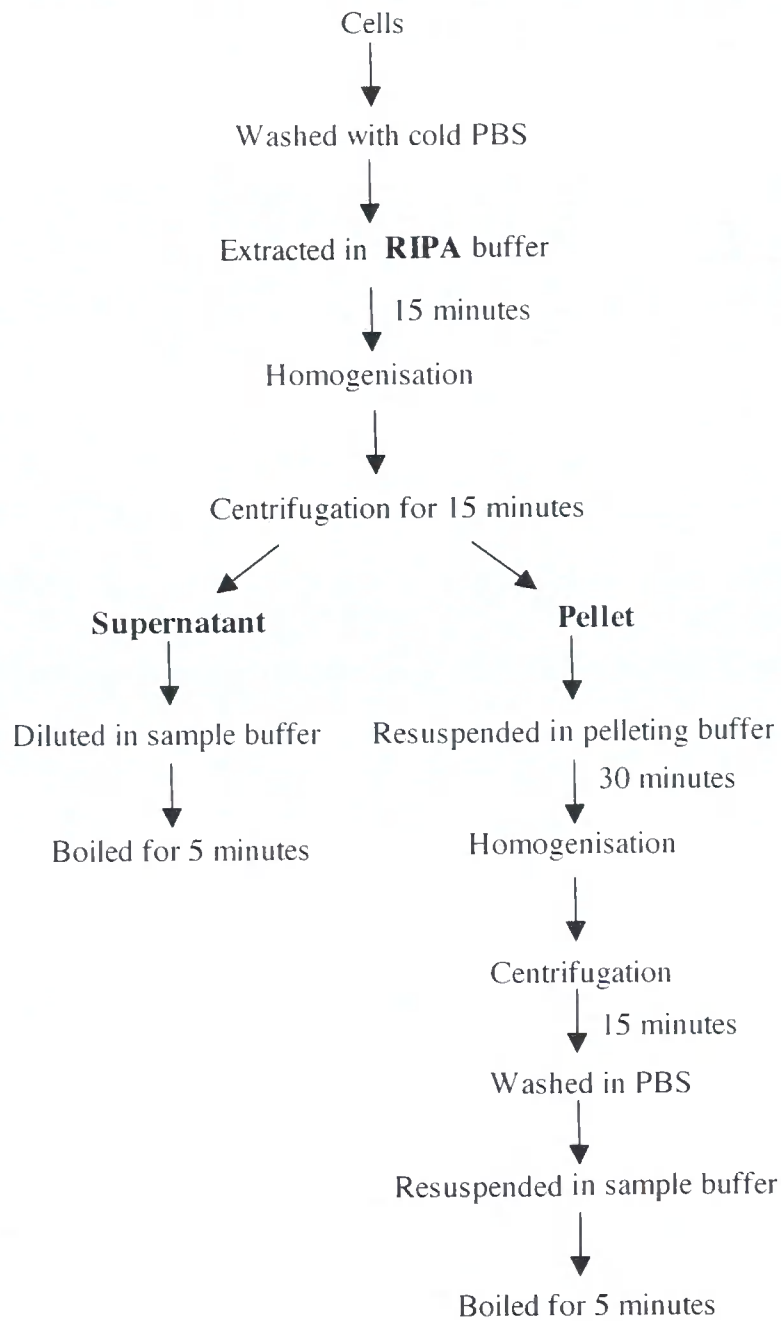 Cells
Washed with cold PBS
Extracted in RIPA buffer
15 minutes
Homogenisation
Centrifugation for 15 minutes
Supernatant
Pellet
Diluted in sample buffer
Resuspended in pelleting buffer
30 minutes
Boiled for 5 minutes
Homogenisation
Centrifugation
15 minutes
Washed in PBS
Resuspended in sample buffer
Boiled for 5 minutes